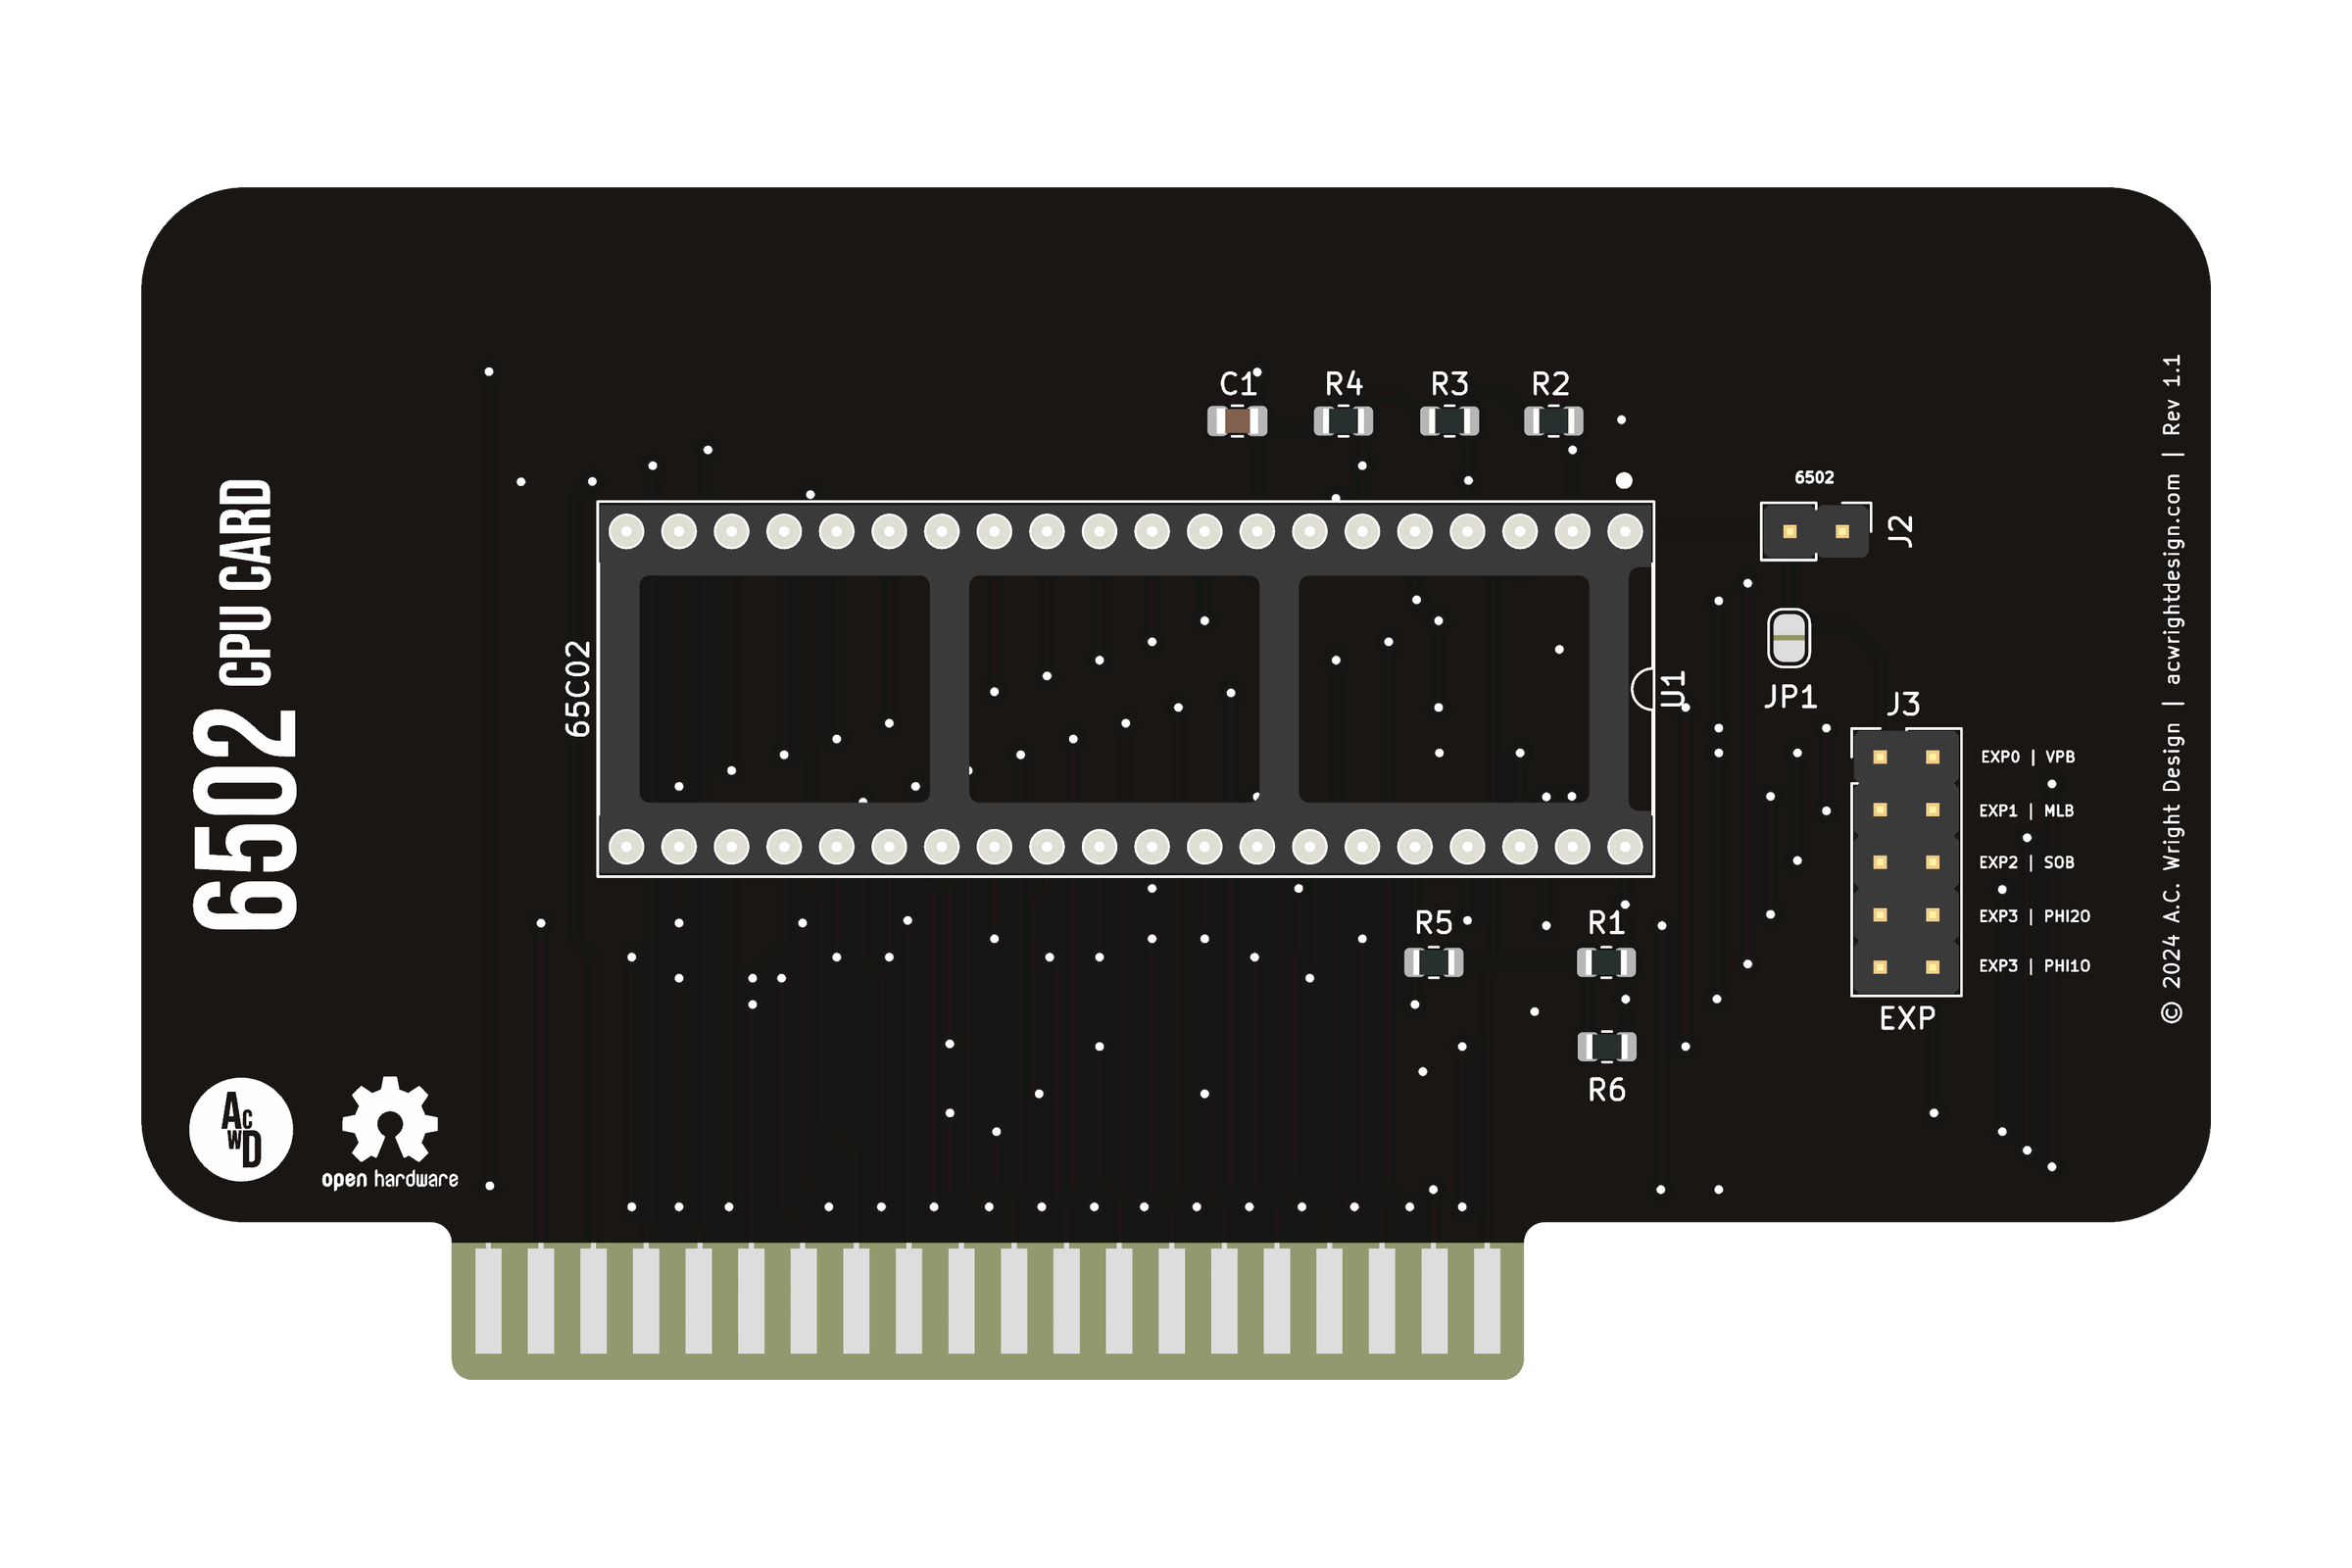 6502 CPU CARD
C1
R4
R3
R2
6502
J2
65C02
U1
JP1
J3
EXP0 | VPB
EXP1 | MLB
EXP2 | SOB
EXP3 | PHI2O
EXP3 | PHI1O
EXP
R5
R1
R6
ACWD
open hardware
© 2024 A.C. Wright Design | acwrightdesign.com | Rev 1.1